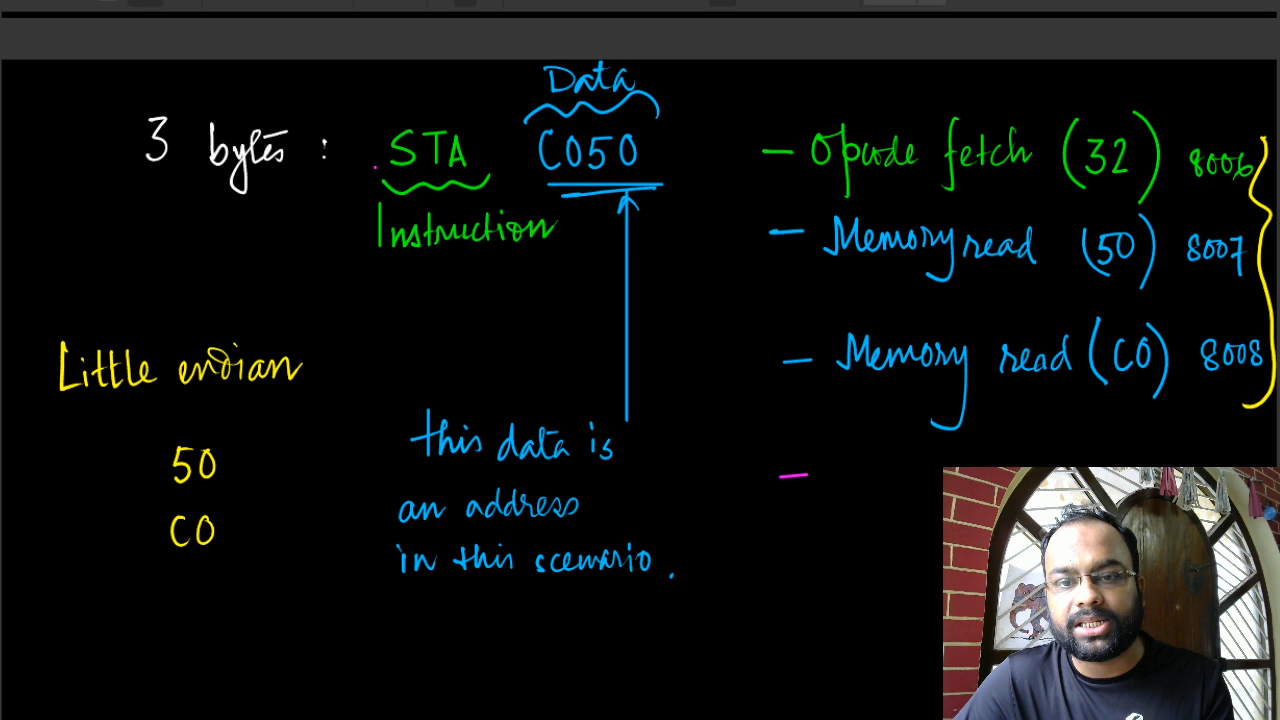 Data
3 bytes : STA C050
Instruction
- Opcode fetch (32) 8006
- Memory read (50) 8007
- Memory read (C0) 8008
Little endian
50
C0
this data is
an address
in this scenario.
-